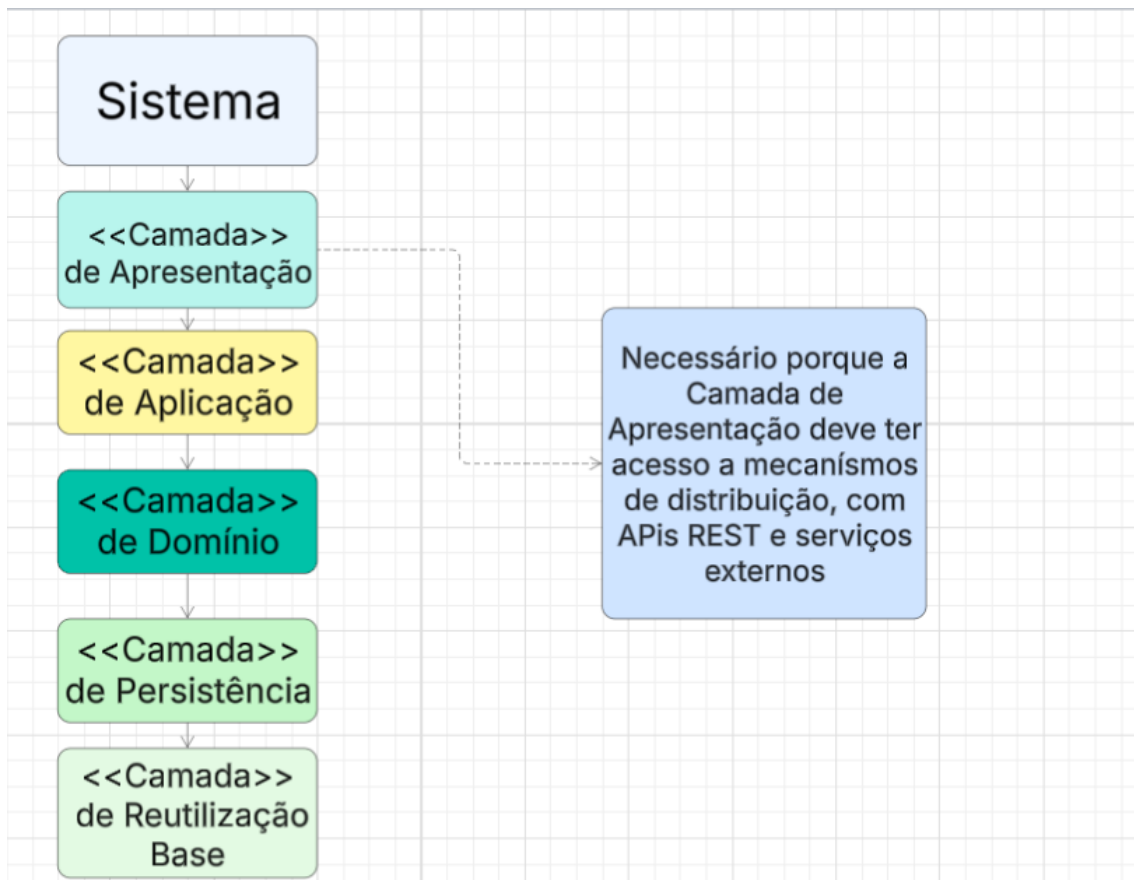 Sistema
<<Camada>>
de Apresentação
<<Camada>>
de Aplicação
<<Camada>>
de Domínio
<<Camada>>
de Persistência
<<Camada>>
de Reutilização
Base
Necessário porque a
Camada de
Apresentação deve ter
acesso a mecanísmos
de distribuição, com
APis REST e serviços
externos